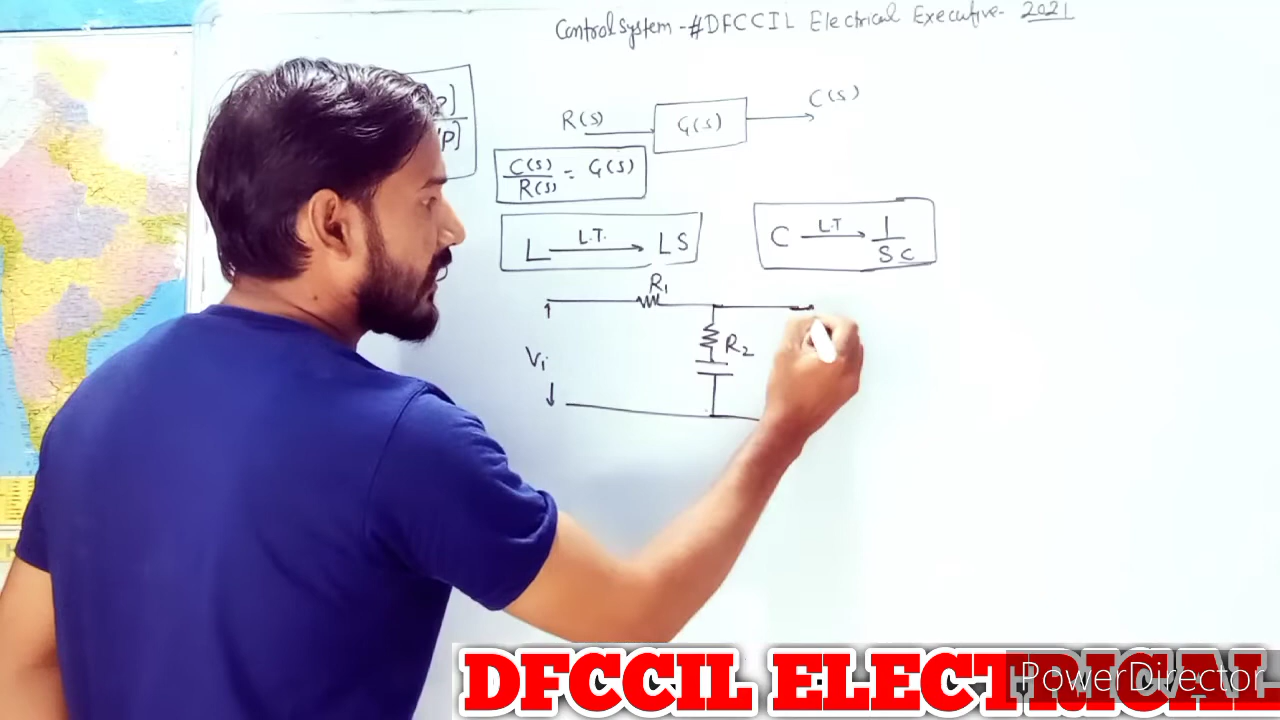 Control System - #DFCCIL Electrical Executive - 2021
R(s)
G(s)
C(s)
C(s)/R(s) = G(s)
L L.T. LS
C L.T. 1/SC
R1
R2
Vi
DFCCIL ELECTRICAL
PowerDirector